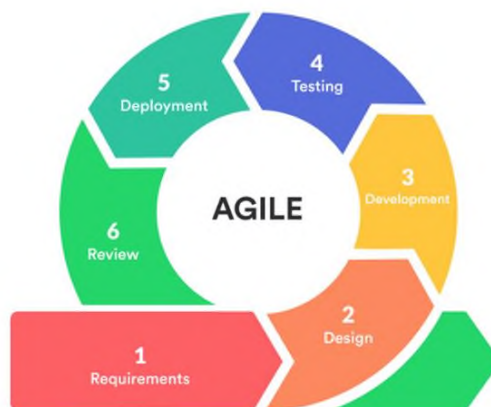 5
Deployment
4
Testing
3
Development
AGILE
6
Review
2
Design
1
Requirements